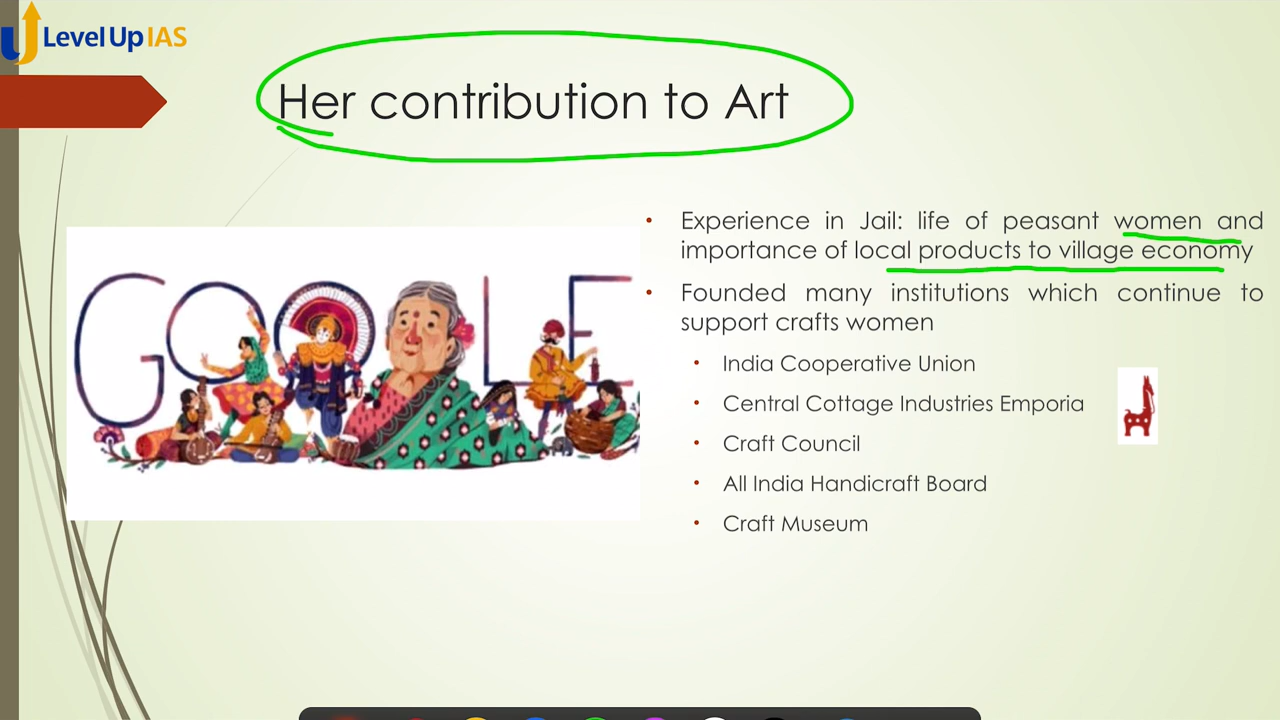 Level Up IAS
Her contribution to Art
• Experience in Jail: life of peasant women and
importance of local products to village economy
• Founded many institutions which continue to
support crafts women
• India Cooperative Union
• Central Cottage Industries Emporia
• Craft Council
• All India Handicraft Board
• Craft Museum
GOOGLE